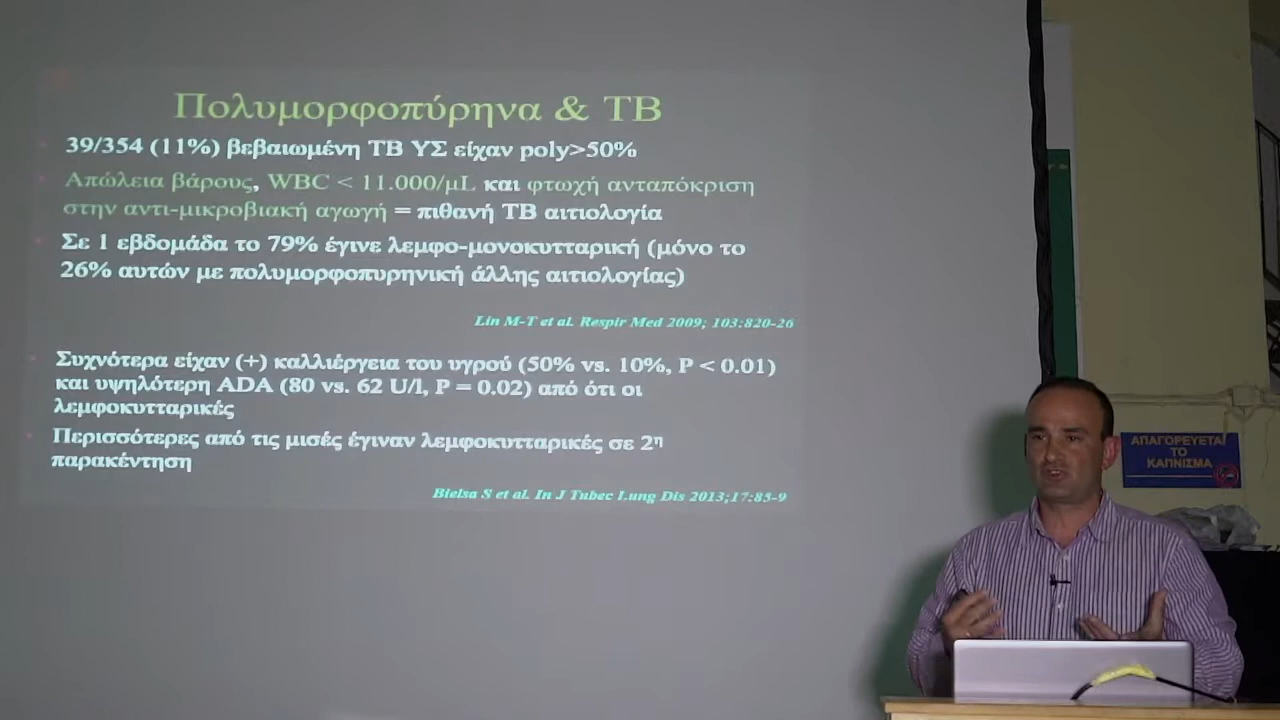 Πολυμορφοπύρηνα & ΤΒ
39/354 (11%) βεβαιωμένη ΤΒ ΥΣ είχαν poly>50%
Απώλεια βάρους, WBC < 11.000/μL και φτωχή ανταπόκριση
στην αντι-μικροβιακή αγωγή = πιθανή ΤΒ αιτιολογία
Σε 1 εβδομάδα το 79% έγινε λεμφο-μονοκυτταρική (μόνο το
26% αυτών με πολυμορφοπυρηνική άλλης αιτιολογίας)
Lin M-T et al. Respir Med 2009; 103:820-26
Συχνότερα είχαν (+) καλλιέργεια του υγρού (50% vs. 10%, P < 0.01)
και υψηλότερη ADA (80 vs. 62 U/l, P = 0.02) από ότι οι
λεμφοκυτταρικές
Περισσότερες από τις μισές έγιναν λεμφοκυτταρικές σε 2η
παρακέντηση
Bielsa S et al. In J Tubec Lung Dis 2013;17:85-9
ΑΠΑΓΟΡΕΥΕΤΑΙ
ΤΟ
ΚΑΠΝΙΣΜΑ